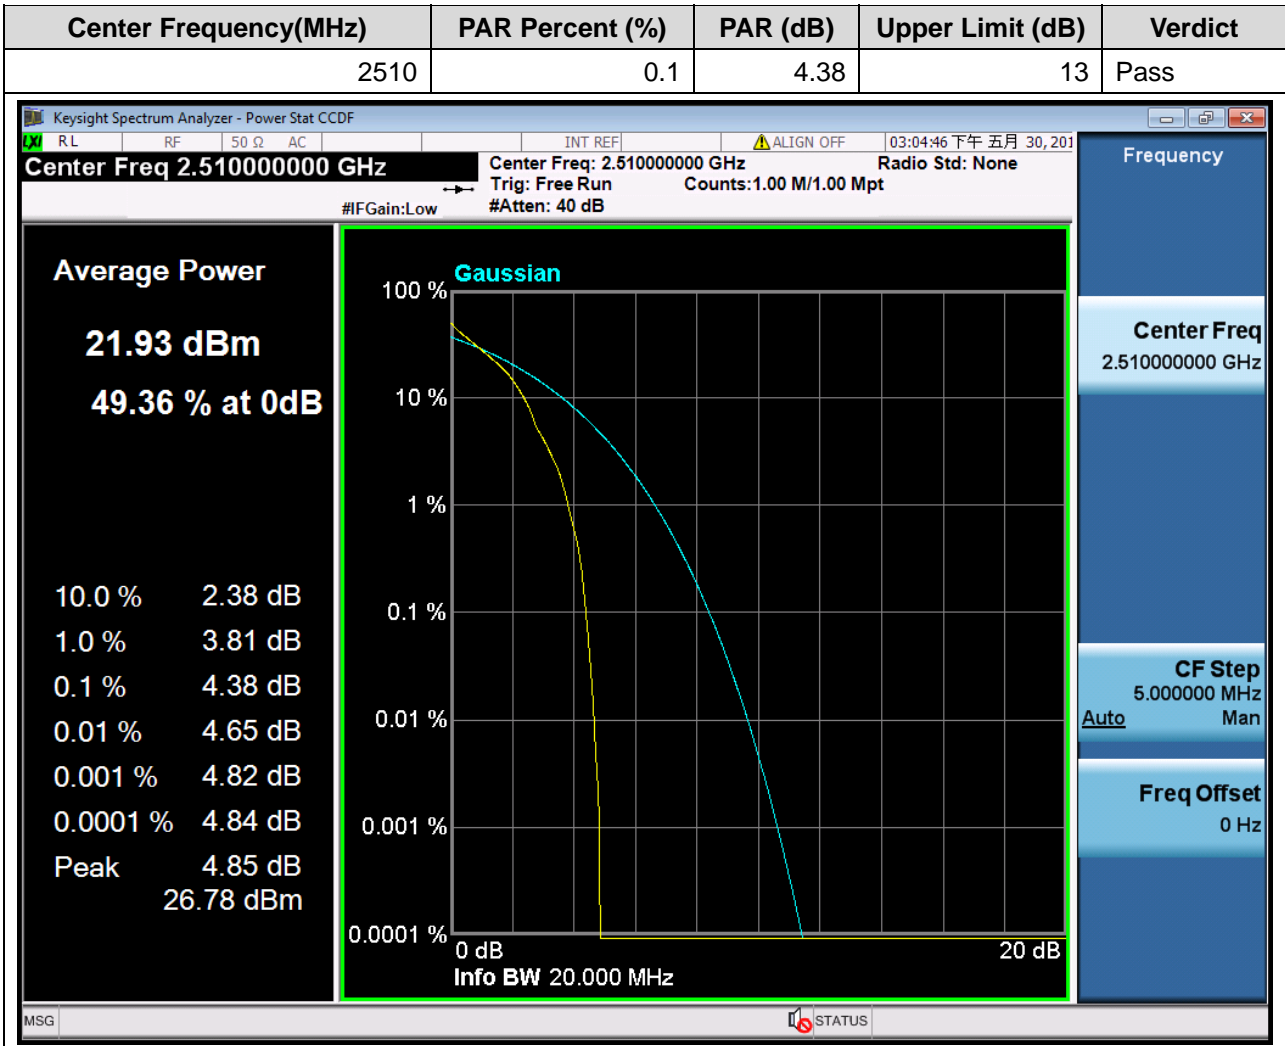 Center Frequency(MHz) PAR Percent (%) PAR (dB) Upper Limit (dB) Verdict
2510 0.1 4.38 13 Pass
Keysight Spectrum Analyzer - Power Stat CCDF
LXI RL RF 50 Ω AC INT REF ALIGN OFF 03:04:46 下午 五月 30, 201
Center Freq 2.510000000 GHz
Center Freq: 2.510000000 GHz Radio Std: None
Trig: Free Run Counts:1.00 M/1.00 Mpt
#IFGain:Low #Atten: 40 dB
Frequency
Average Power
21.93 dBm
49.36 % at 0dB
10.0 % 2.38 dB
1.0 % 3.81 dB
0.1 % 4.38 dB
0.01 % 4.65 dB
0.001 % 4.82 dB
0.0001 % 4.84 dB
Peak 4.85 dB
26.78 dBm
Gaussian
100 %
10 %
1 %
0.1 %
0.01 %
0.001 %
0.0001 %
0 dB 20 dB
Info BW 20.000 MHz
Center Freq
2.510000000 GHz
CF Step
5.000000 MHz
Auto Man
Freq Offset
0 Hz
MSG STATUS